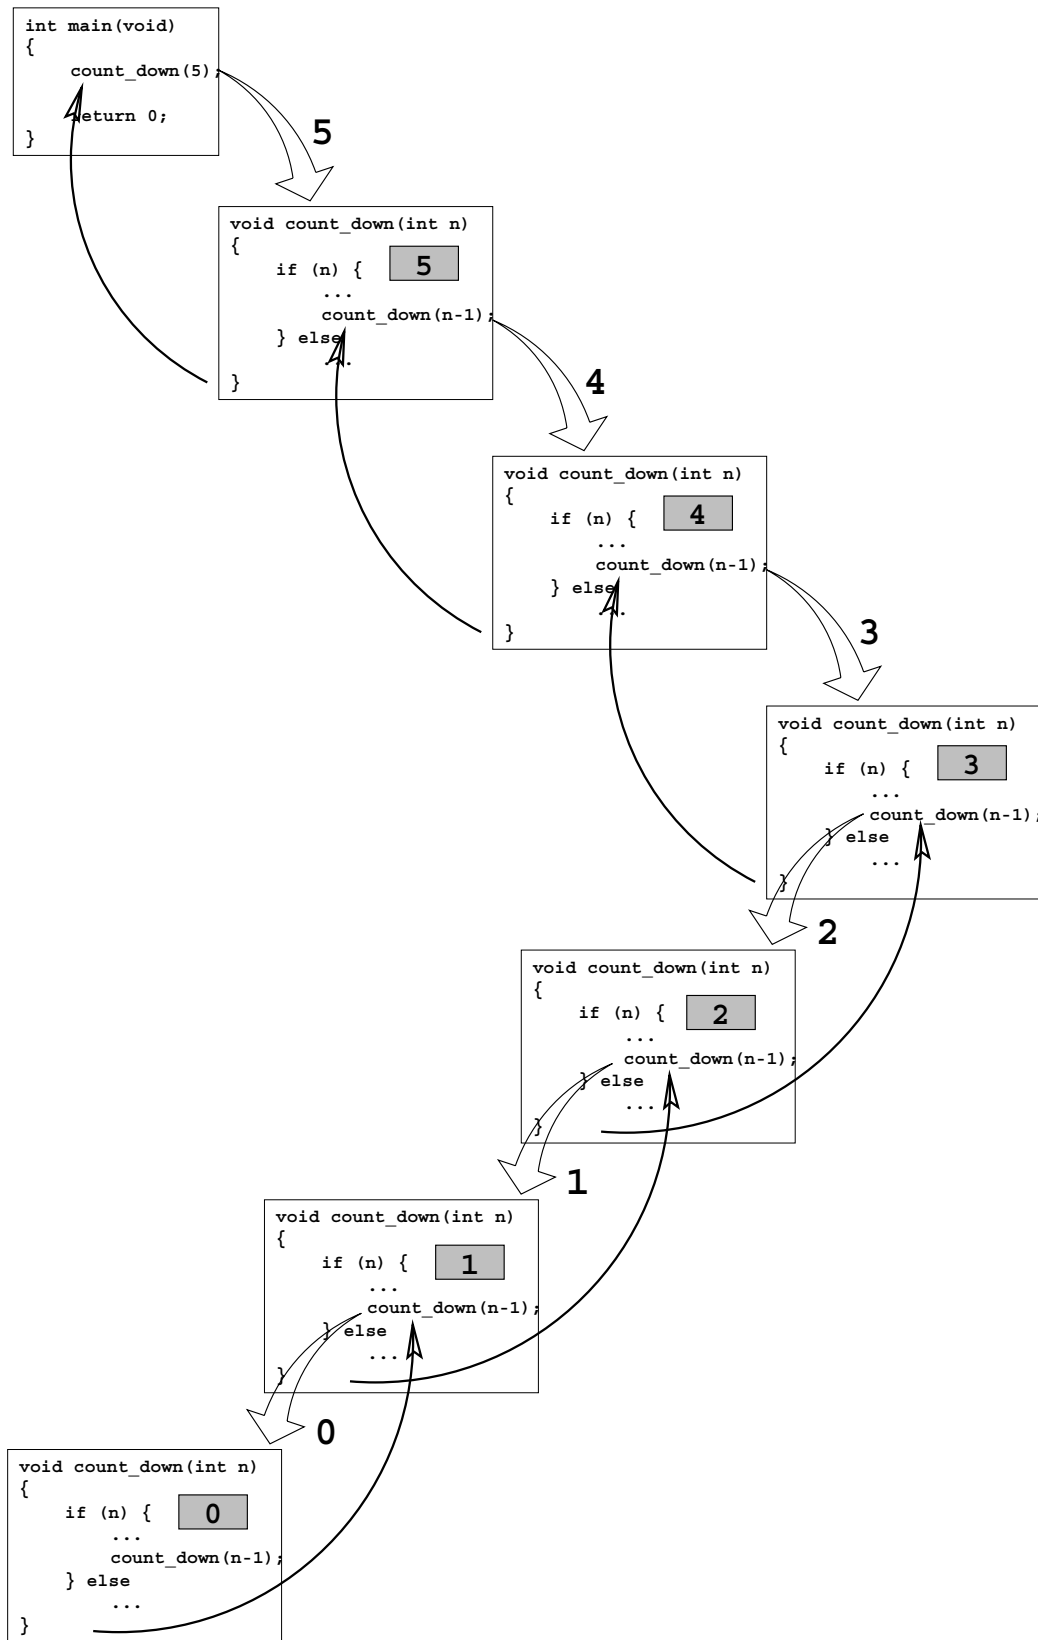 int main(void)
{
count_down(5);
return 0;
}
5
void count_down(int n)
{
if (n) {
5
...
count_down(n-1);
} else
...
}
4
void count_down(int n)
{
if (n) {
4
...
count_down(n-1);
} else
...
}
3
void count_down(int n)
{
if (n) {
3
...
count_down(n-1);
} else
...
}
2
void count_down(int n)
{
if (n) {
2
...
count_down(n-1);
} else
...
}
1
void count_down(int n)
{
if (n) {
1
...
count_down(n-1);
} else
...
}
0
void count_down(int n)
{
if (n) {
0
...
count_down(n-1);
} else
...
}